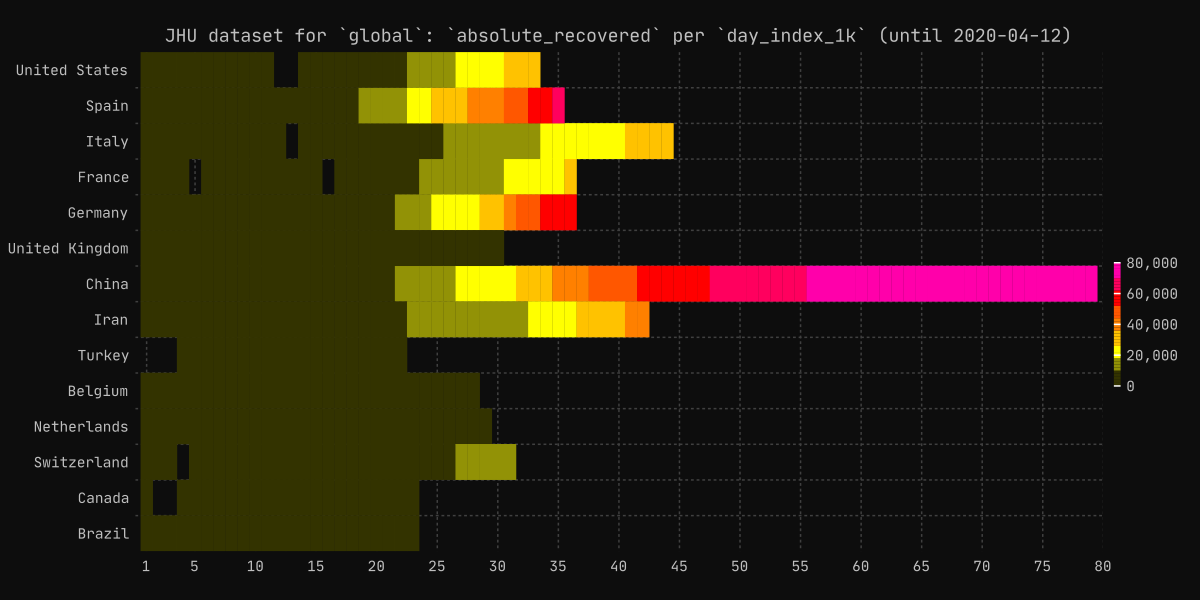 JHU dataset for `global`: `absolute_recovered` per `day_index_1k` (until 2020-04-12)
United States
Spain
Italy
France
Germany
United Kingdom
China
Iran
Turkey
Belgium
Netherlands
Switzerland
Canada
Brazil
1 5 10 15 20 25 30 35 40 45 50 55 60 65 70 75 80
80,000
60,000
40,000
20,000
0